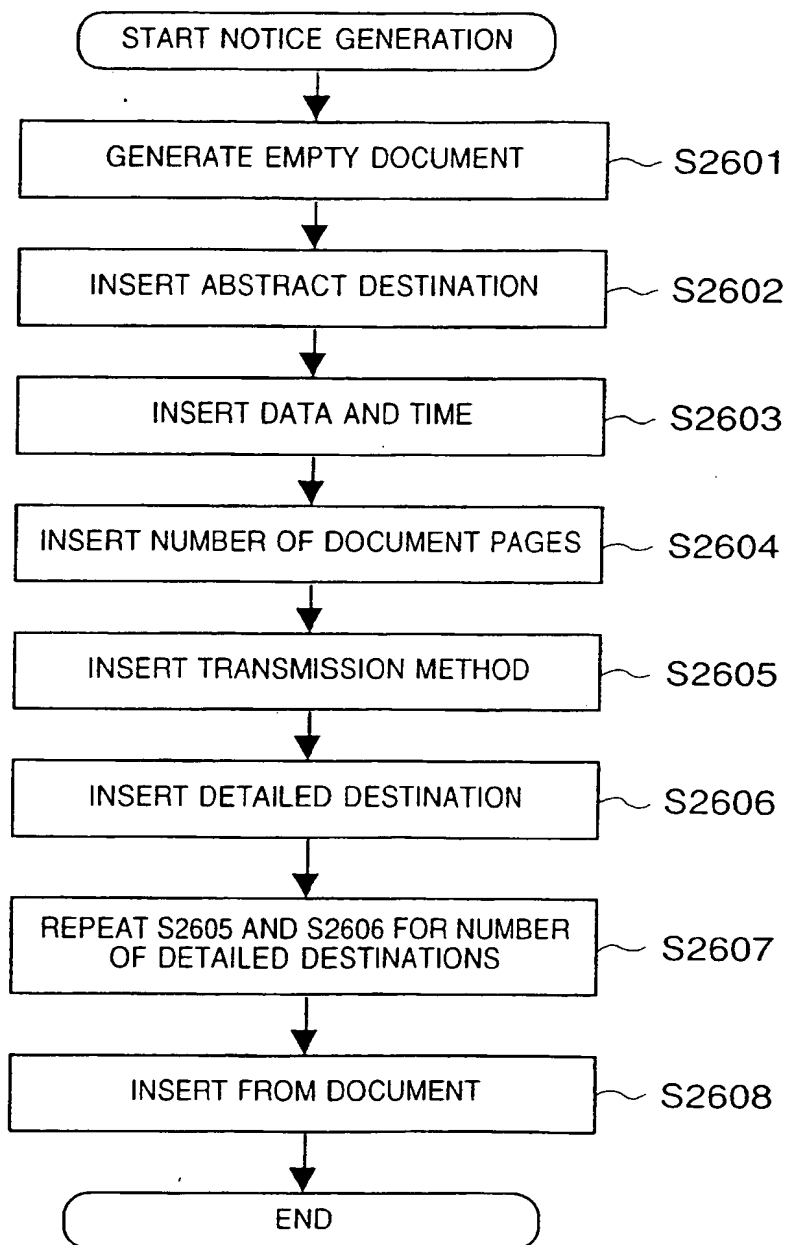 START NOTICE GENERATION
GENERATE EMPTY DOCUMENT S2601
INSERT ABSTRACT DESTINATION S2602
INSERT DATA AND TIME S2603
INSERT NUMBER OF DOCUMENT PAGES S2604
INSERT TRANSMISSION METHOD S2605
INSERT DETAILED DESTINATION S2606
REPEAT S2605 AND S2606 FOR NUMBER
OF DETAILED DESTINATIONS S2607
INSERT FROM DOCUMENT S2608
END